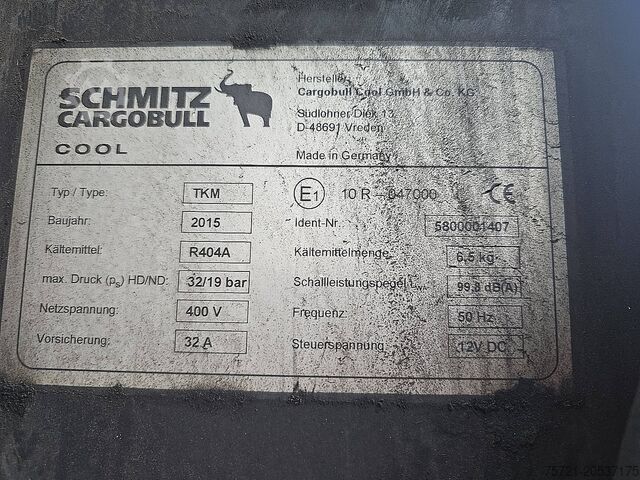 SCHMITZ
CARGOBULL
COOL
Hersteller:
Cargobull Cool GmbH & Co. KG
Südlohner Diek 13
D-48691 Vreden
Made in Germany
Typ / Type: TKM
E1 10 R - 047000 CE
Baujahr: 2015
Ident-Nr. 5800001407
Kältemittel: R404A
Kältemittelmenge: 6,5 kg
max. Druck (ps) HD/ND: 32/19 bar
Schallleistungspegel L 99,8 dB(A)
Netzspannung: 400 V
Frequenz: 50 Hz
Vorsicherung: 32 A
Steuerspannung: 12V DC
75721-20537175